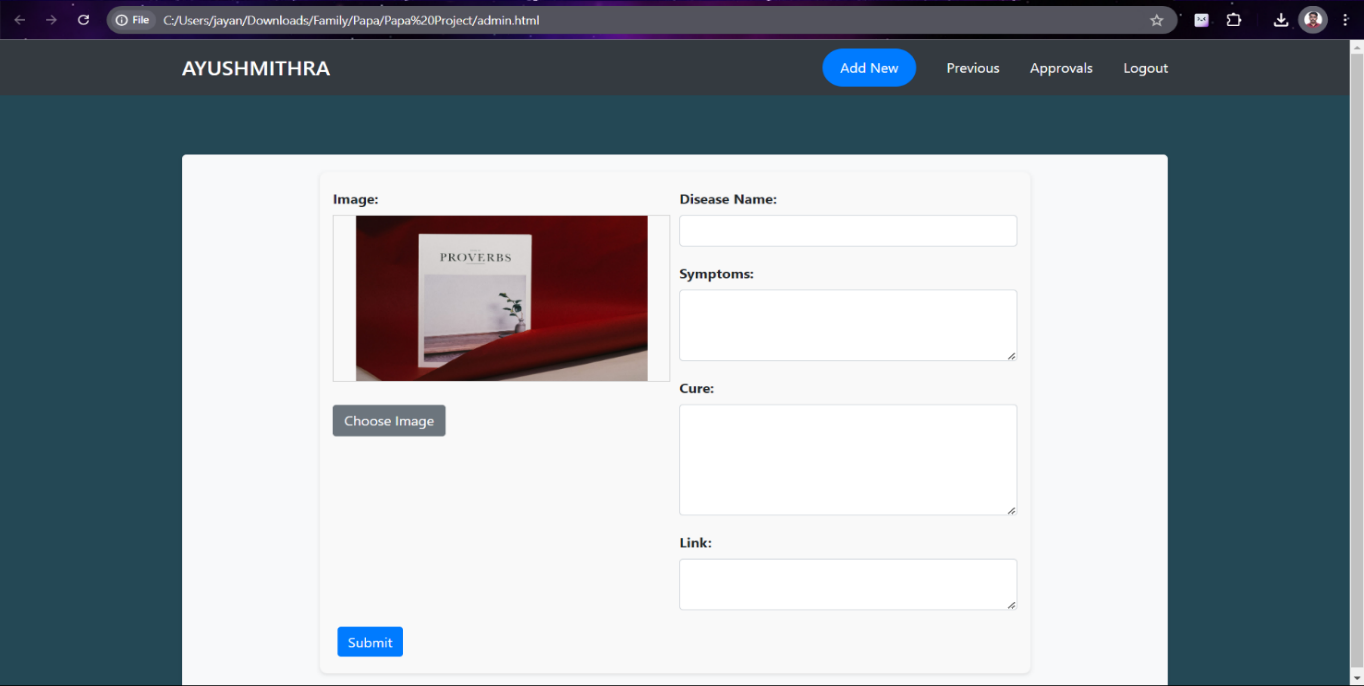 File C:/Users/jayan/Downloads/Family/Papa/Papa%20Project/admin.html
AYUSHMITHRA
Add New Previous Approvals Logout
Image:
PROVERBS
Choose Image
Disease Name:
Symptoms:
Cure:
Link:
Submit